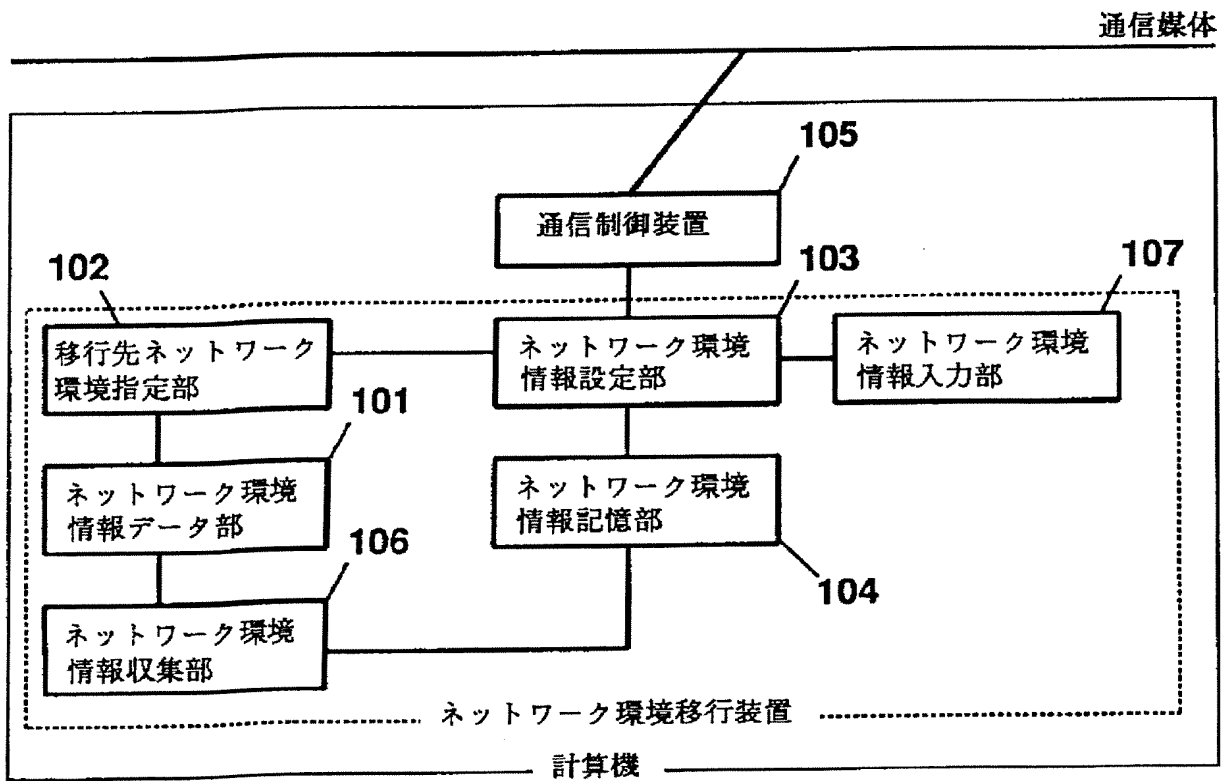 通信媒体
105
通信制御装置
102
103
107
移行先ネットワーク
環境指定部
ネットワーク環境
情報設定部
ネットワーク環境
情報入力部
101
ネットワーク環境
情報データ部
ネットワーク環境
情報記憶部
106
104
ネットワーク環境
情報収集部
ネットワーク環境移行装置
計算機